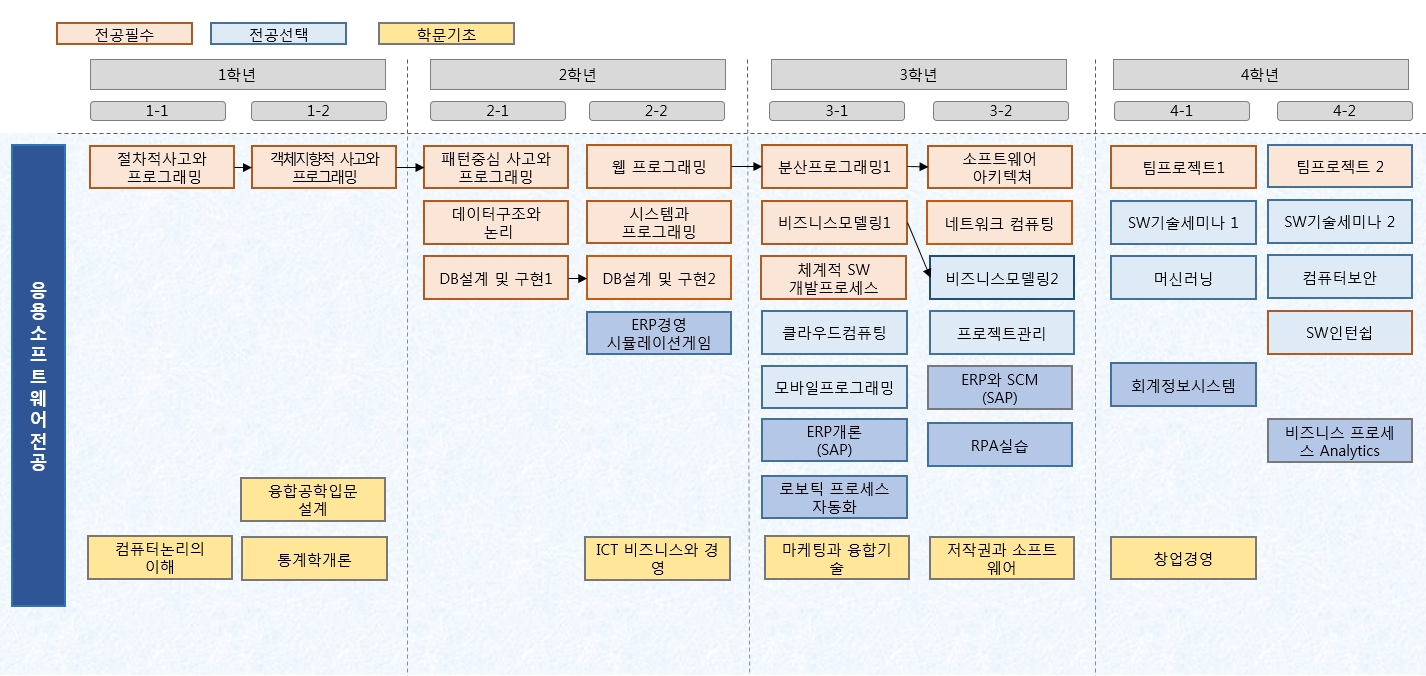 전공필수
전공선택
학문기초
1학년
2학년
3학년
4학년
1-1
1-2
2-1
2-2
3-1
3-2
4-1
4-2
응용소프트웨어전공
절차적사고와
프로그래밍
객체지향적 사고와
프로그래밍
패턴중심 사고와
프로그래밍
웹 프로그래밍
분산프로그래밍1
소프트웨어
아키텍쳐
팀프로젝트1
팀프로젝트 2
데이터구조와
논리
시스템과
프로그래밍
비즈니스모델링1
네트워크 컴퓨팅
SW기술세미나 1
SW기술세미나 2
DB설계 및 구현1
DB설계 및 구현2
체계적 SW
개발프로세스
비즈니스모델링2
머신러닝
컴퓨터보안
ERP경영
시뮬레이션게임
클라우드컴퓨팅
프로젝트관리
SW인턴쉽
모바일프로그래밍
ERP와 SCM
(SAP)
회계정보시스템
ERP개론
(SAP)
RPA실습
비즈니스 프로세
스 Analytics
융합공학입문
설계
로보틱 프로세스
자동화
컴퓨터논리의
이해
통계학개론
ICT 비즈니스와 경
영
마케팅과 융합기
술
저작권과 소프트
웨어
창업경영